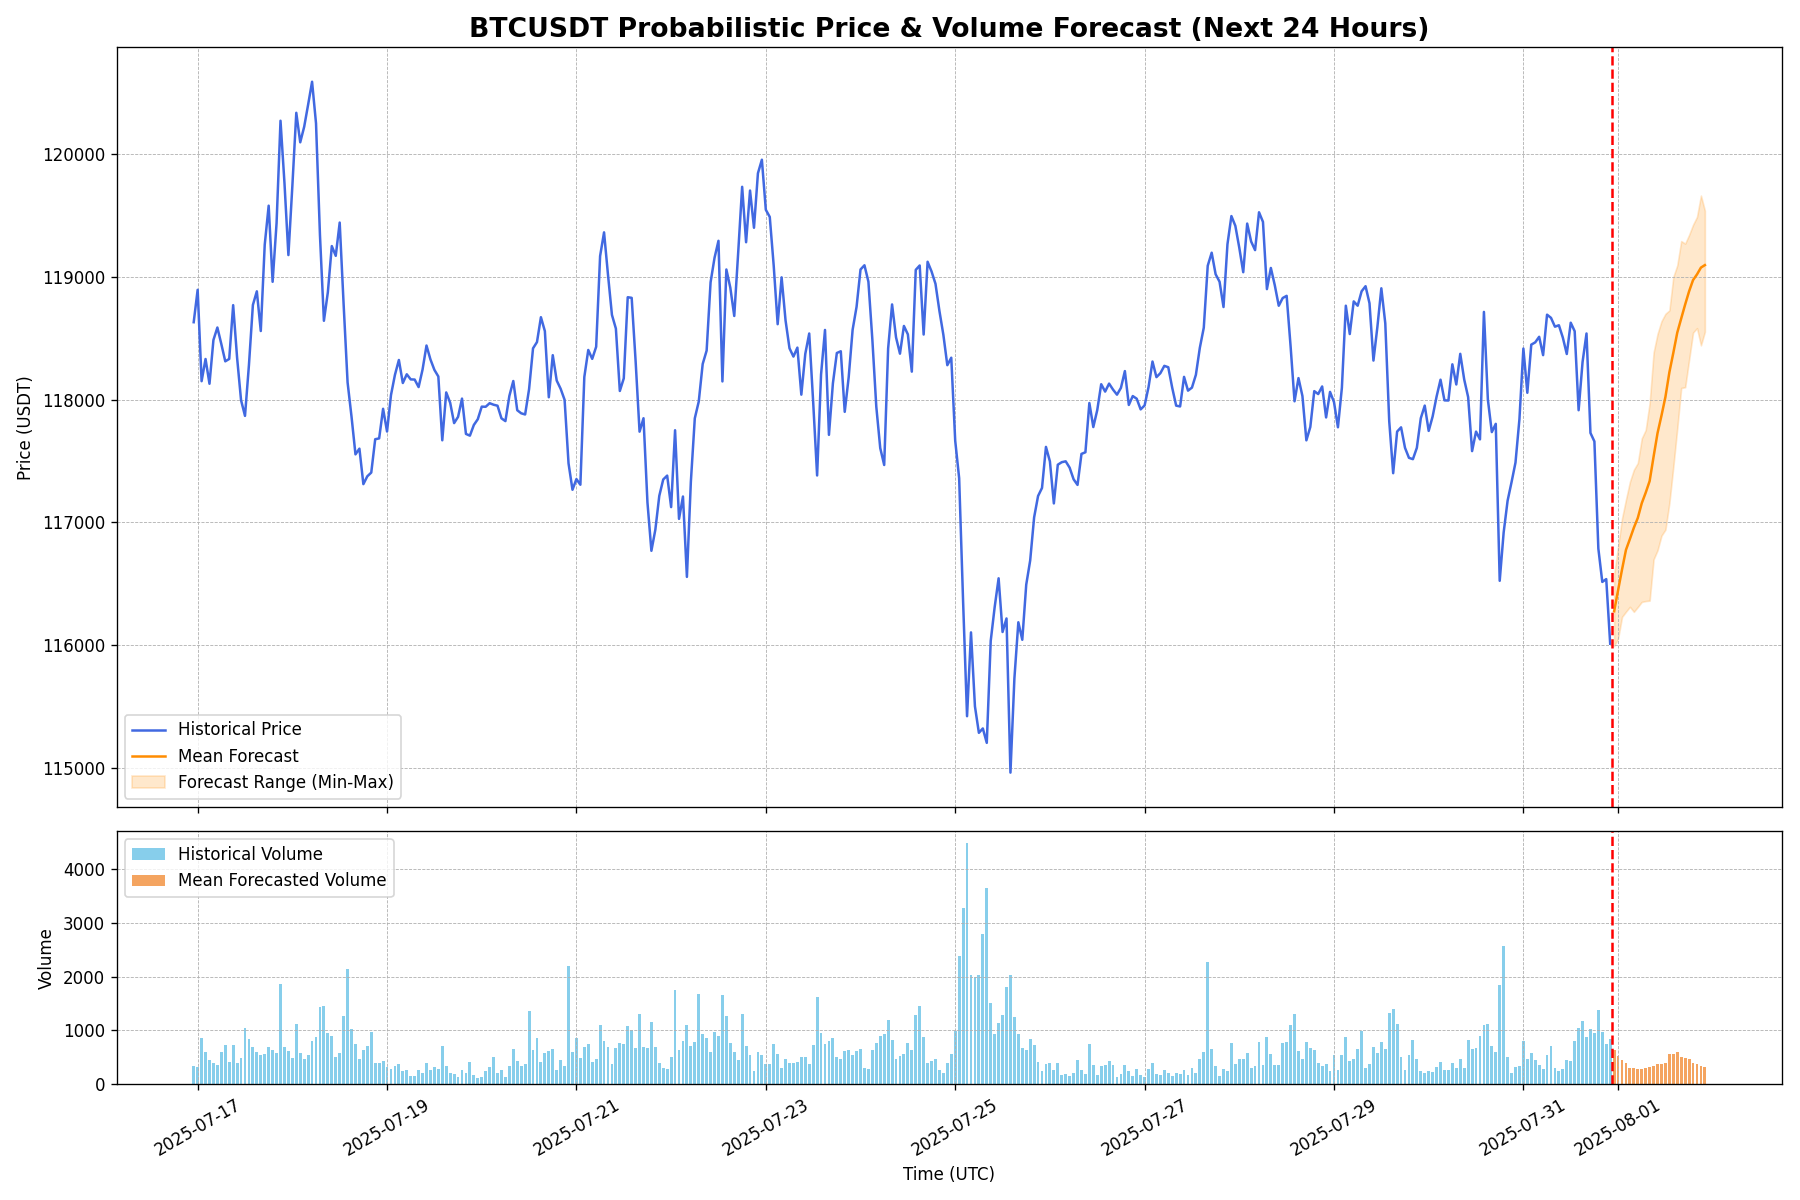 BTCUSDT Probabilistic Price & Volume Forecast (Next 24 Hours)
Price (USDT)
120000
119000
118000
117000
116000
115000
Historical Price
Mean Forecast
Forecast Range (Min-Max)
Volume
4000
3000
2000
1000
0
Historical Volume
Mean Forecasted Volume
2025-07-17
2025-07-19
2025-07-21
2025-07-23
2025-07-25
2025-07-27
2025-07-29
2025-07-31
2025-08-01
Time (UTC)